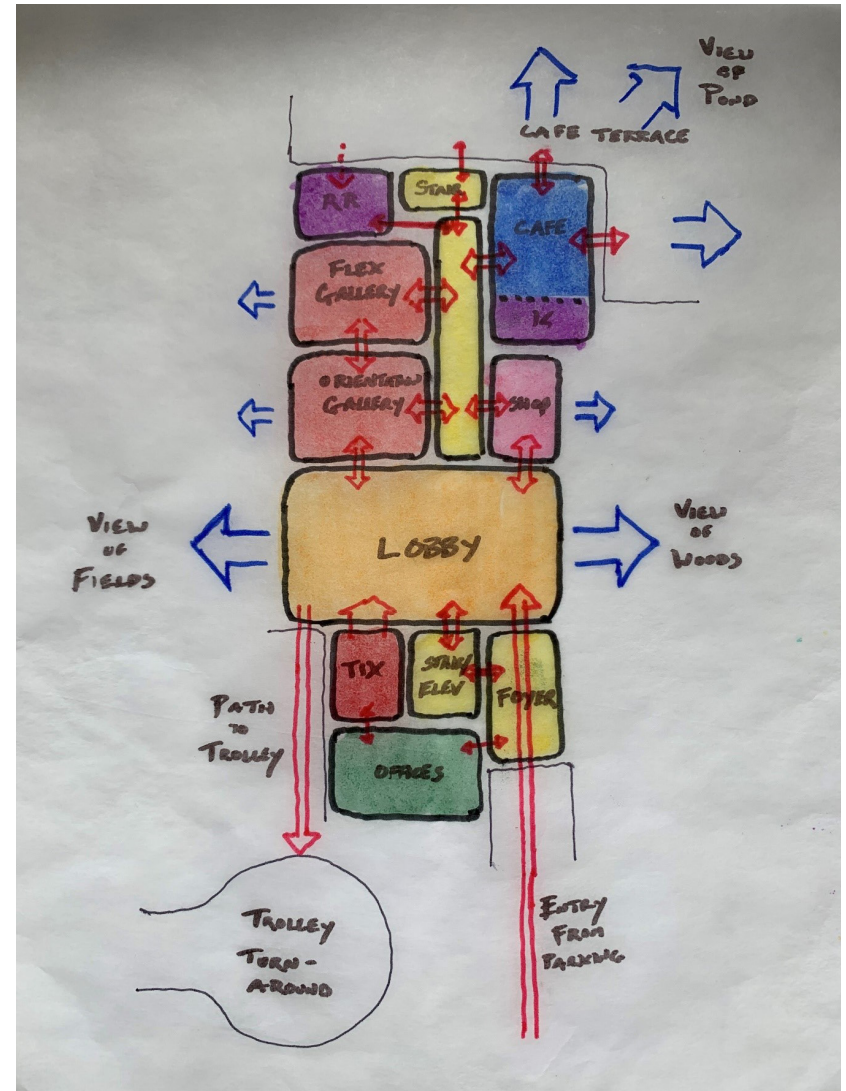 VIEW
OF
POND
CAFE TERRACE
RR
STAIR
CAFE
FLEX
GALLERY
K
ORIENTATION
GALLERY
SHOP
VIEW
OF
FIELDS
LOBBY
VIEW
OF
WOODS
TIX
STAIR/
ELEV
FOYER
PATH
TO
TROLLEY
OFFICES
TROLLEY
TURN-
AROUND
ENTRY
FROM
PARKING